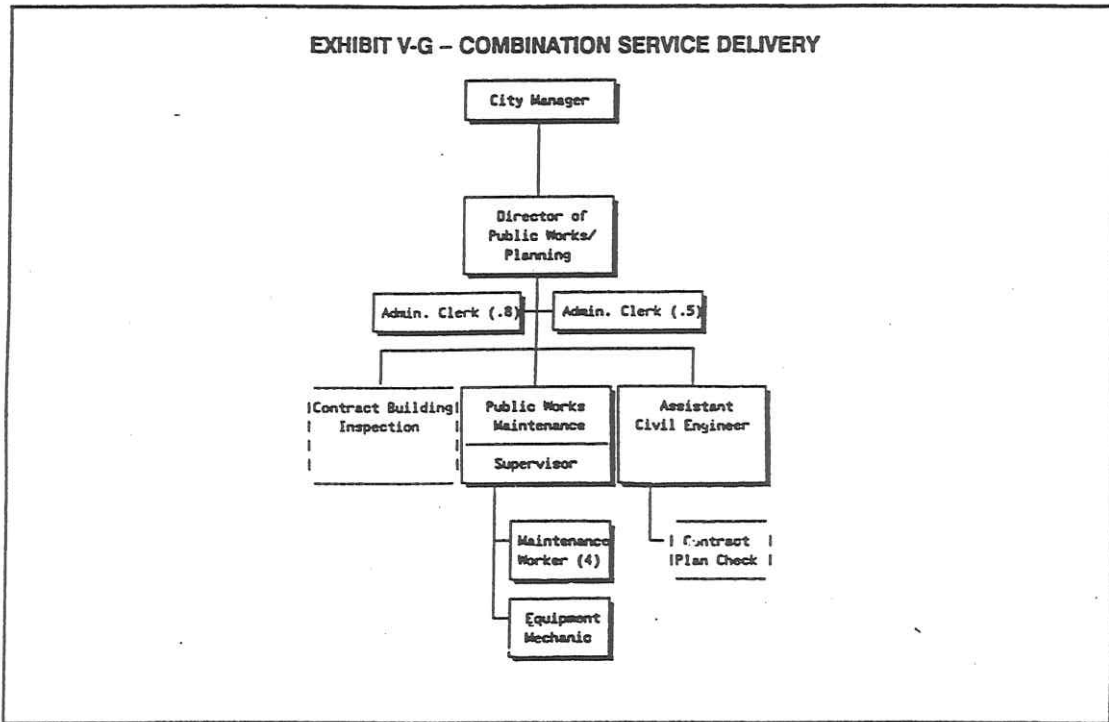 EXHIBIT V-G – COMBINATION SERVICE DELIVERY
City Manager
Director of
Public Works/
Planning
Admin. Clerk (.8)
Admin. Clerk (.5)
Contract Building
Inspection
Public Works
Maintenance
Supervisor
Assistant
Civil Engineer
Maintenance
Worker (4)
Equipment
Mechanic
Contract
Plan Check